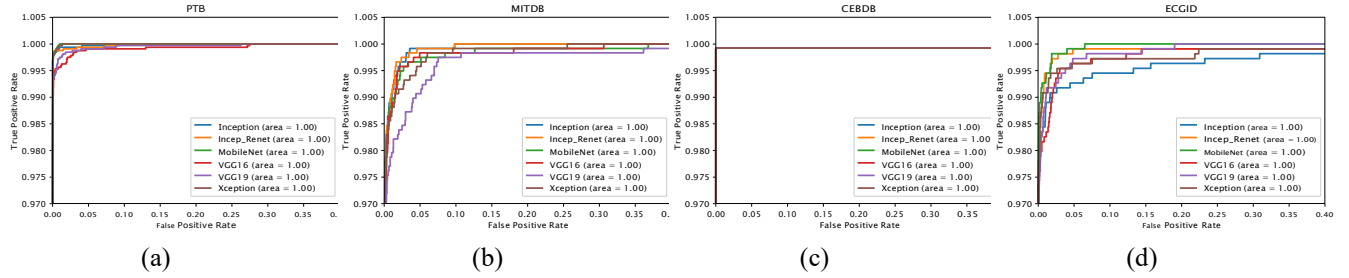 PTB
1.005
1.000
0.995
0.990
0.985
0.980
0.975
0.970
True Positive Rate
Inception (area = 1.00)
Incep_Renet (area = 1.00)
MobileNet (area = 1.00)
VGG16 (area = 1.00)
VGG19 (area = 1.00)
Xception (area = 1.00)
0.00 0.05 0.10 0.15 0.20 0.25 0.30 0.35
False Positive Rate
(a)
MITDB
1.005
1.000
0.995
0.990
0.985
0.980
0.975
0.970
True Positive Rate
Inception (area = 1.00)
Incep_Renet (area = 1.00)
MobileNet (area = 1.00)
VGG16 (area = 1.00)
VGG19 (area = 1.00)
Xception (area = 1.00)
0.00 0.05 0.10 0.15 0.20 0.25 0.30 0.35
False Positive Rate
(b)
CEBDB
1.005
1.000
0.995
0.990
0.985
0.980
0.975
0.970
True Positive Rate
Inception (area = 1.00)
Incep_Renet (area = 1.00)
MobileNet (area = 1.00)
VGG16 (area = 1.00)
VGG19 (area = 1.00)
Xception (area = 1.00)
0.00 0.05 0.10 0.15 0.20 0.25 0.30 0.35
False Positive Rate
(c)
ECGID
1.005
1.000
0.995
0.990
0.985
0.980
0.975
0.970
True Positive Rate
Inception (area = 1.00)
Incep_Renet (area = 1.00)
MobileNet (area = 1.00)
VGG16 (area = 1.00)
VGG19 (area = 1.00)
Xception (area = 1.00)
0.00 0.05 0.10 0.15 0.20 0.25 0.30 0.35 0.40
False Positive Rate
(d)